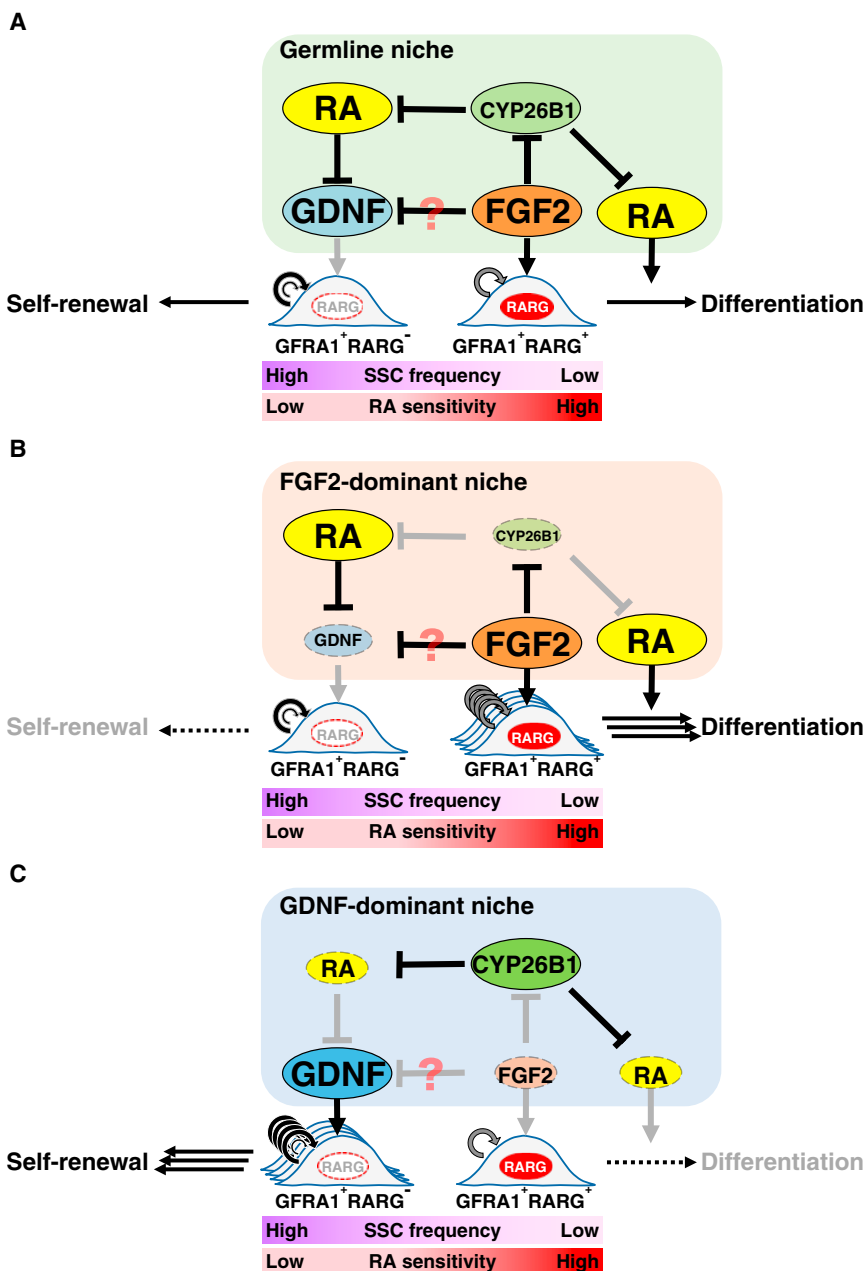 A
Germline niche
RA
CYP26B1
GDNF
?
FGF2
RA
Self-renewal
RARG
RARG
Differentiation
GFRA1+RARG-
GFRA1+RARG+
High SSC frequency Low
Low RA sensitivity High
B
FGF2-dominant niche
RA
CYP26B1
GDNF
?
FGF2
RA
Self-renewal
RARG
RARG
Differentiation
GFRA1+RARG-
GFRA1+RARG+
High SSC frequency Low
Low RA sensitivity High
C
GDNF-dominant niche
RA
CYP26B1
GDNF
?
FGF2
RA
Self-renewal
RARG
RARG
Differentiation
GFRA1+RARG-
GFRA1+RARG+
High SSC frequency Low
Low RA sensitivity High